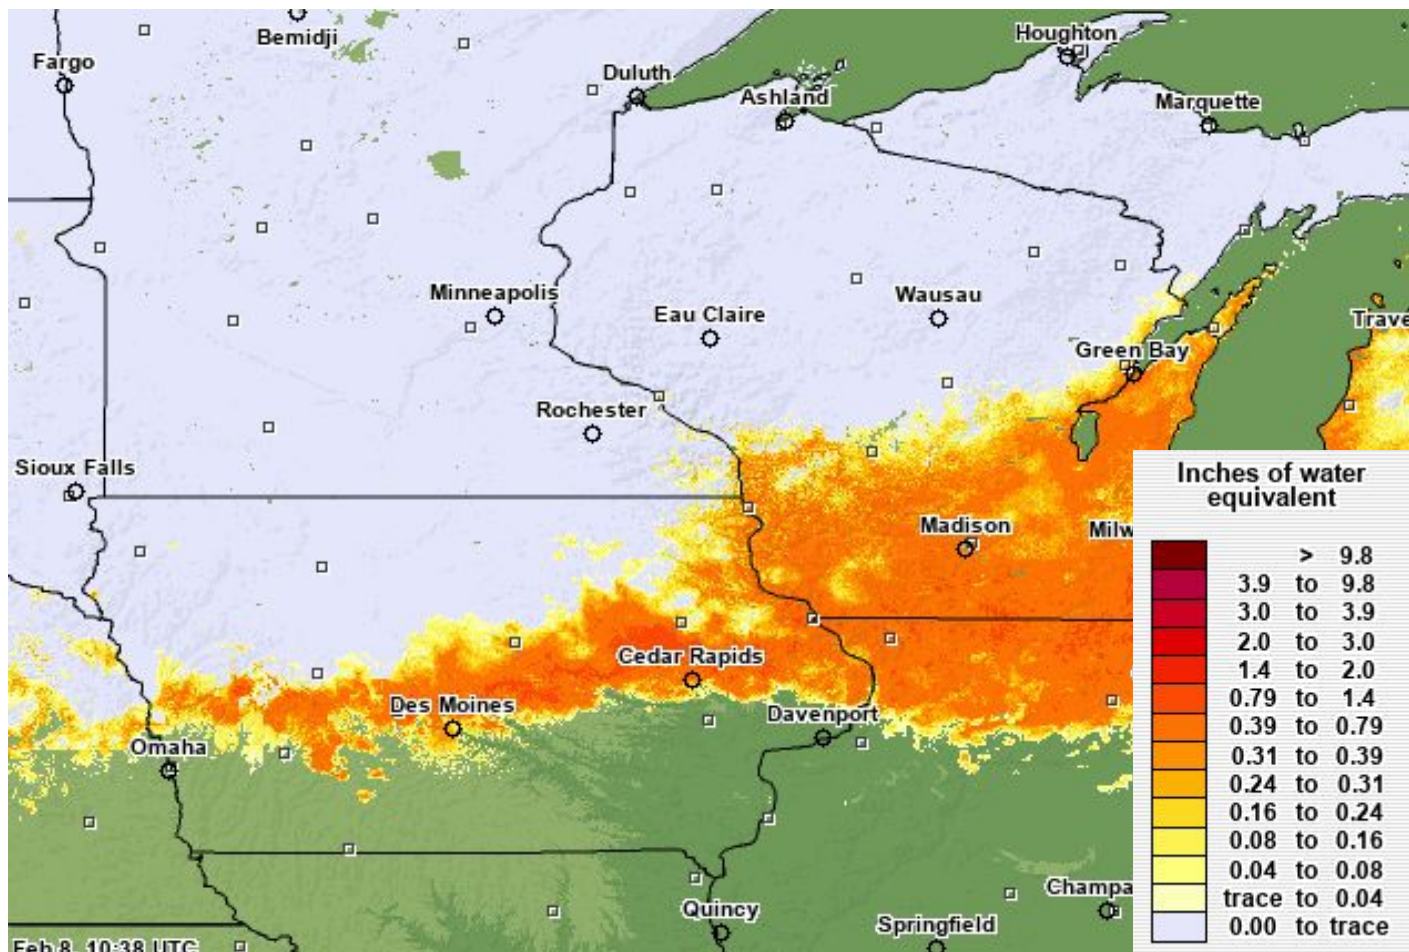 Bemidji
Fargo
Houghton
Duluth
Ashland
Marquette
Minneapolis
Eau Claire
Wausau
Trave
Green Bay
Rochester
Sioux Falls
Madison
Milw
Cedar Rapids
Des Moines
Davenport
Omaha
Quincy
Springfield
Champa
Feb 8, 10:38 UTC
Inches of water
equivalent
> 9.8
3.9 to 9.8
3.0 to 3.9
2.0 to 3.0
1.4 to 2.0
0.79 to 1.4
0.39 to 0.79
0.31 to 0.39
0.24 to 0.31
0.16 to 0.24
0.08 to 0.16
0.04 to 0.08
trace to 0.04
0.00 to trace